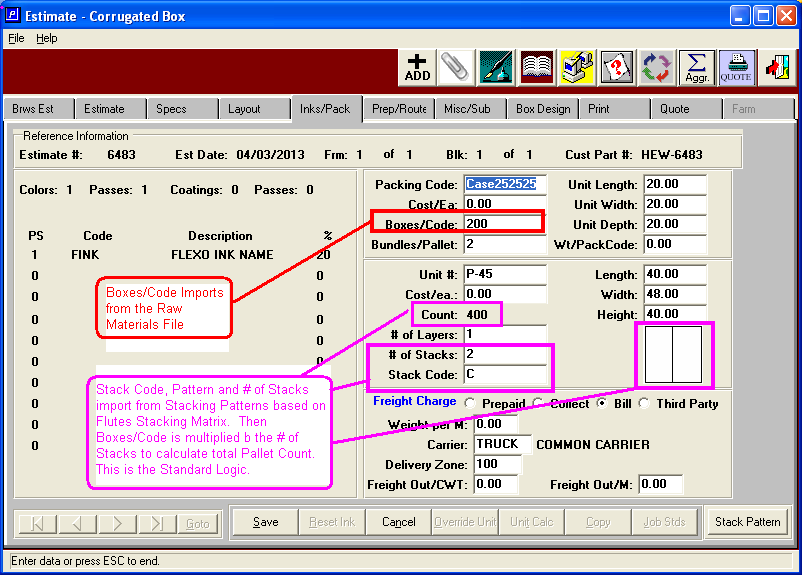 Estimate - Corrugated Box
File Help
ADD
Σ Aggr.
QUOTE
Brws Est Estimate Specs Layout Inks/Pack Prep/Route Misc/Sub Box Design Print Quote Farm
Reference Information
Estimate #: 6483 Est Date: 04/03/2013 Frm: 1 of 1 Blk: 1 of 1 Cust Part #: HEW-6483
Colors: 1 Passes: 1 Coatings: 0 Passes: 0
PS Code Description %
1 FINK FLEXO INK NAME 20
0 0
0
0 0
0 0
0 0
0
0
0
0
Boxes/Code Imports
from the Raw
Materials File
Stack Code, Pattern and # of Stacks
import from Stacking Patterns based on
Flutes Stacking Matrix. Then
Boxes/Code is multiplied b the # of
Stacks to calculate total Pallet Count.
This is the Standard Logic.
Packing Code: Case252525 Unit Length: 20.00
Cost/Ea: 0.00 Unit Width: 20.00
Boxes/Code: 200 Unit Depth: 20.00
Bundles/Pallet: 2 Wt/PackCode: 0.00
Unit #: P-45 Length: 40.00
Cost/ea.: 0.00 Width: 48.00
Count: 400 Height: 40.00
# of Layers: 1
# of Stacks: 2
Stack Code: C
Freight Charge Prepaid Collect Bill Third Party
Weight per M: 0.00
Carrier: TRUCK COMMON CARRIER
Delivery Zone: 100
Freight Out/CWT: 0.00 Freight Out/M: 0.00
Goto Save Reset Ink Cancel Override Unit Unit Calc Copy Job Stds Stack Pattern
Enter data or press ESC to end.